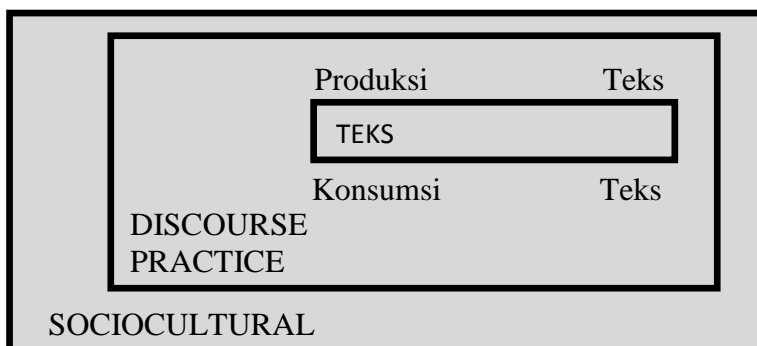 Produksi Teks
TEKS
Konsumsi Teks
DISCOURSE
PRACTICE
SOCIOCULTURAL